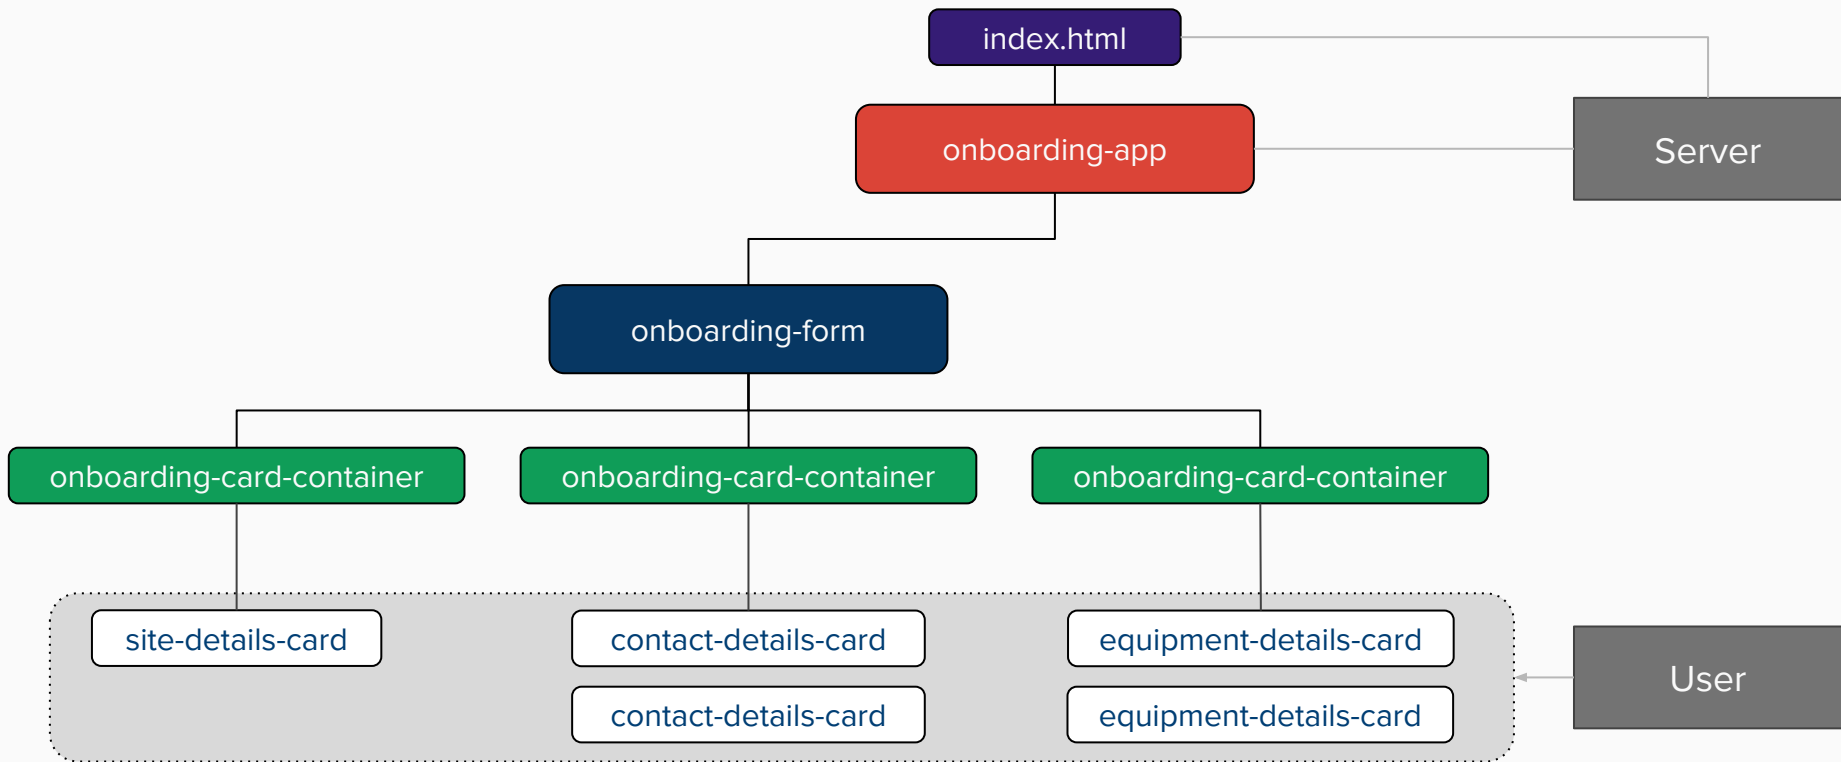 index.html
onboarding-app
Server
onboarding-form
onboarding-card-container
onboarding-card-container
onboarding-card-container
site-details-card
contact-details-card
equipment-details-card
contact-details-card
equipment-details-card
User